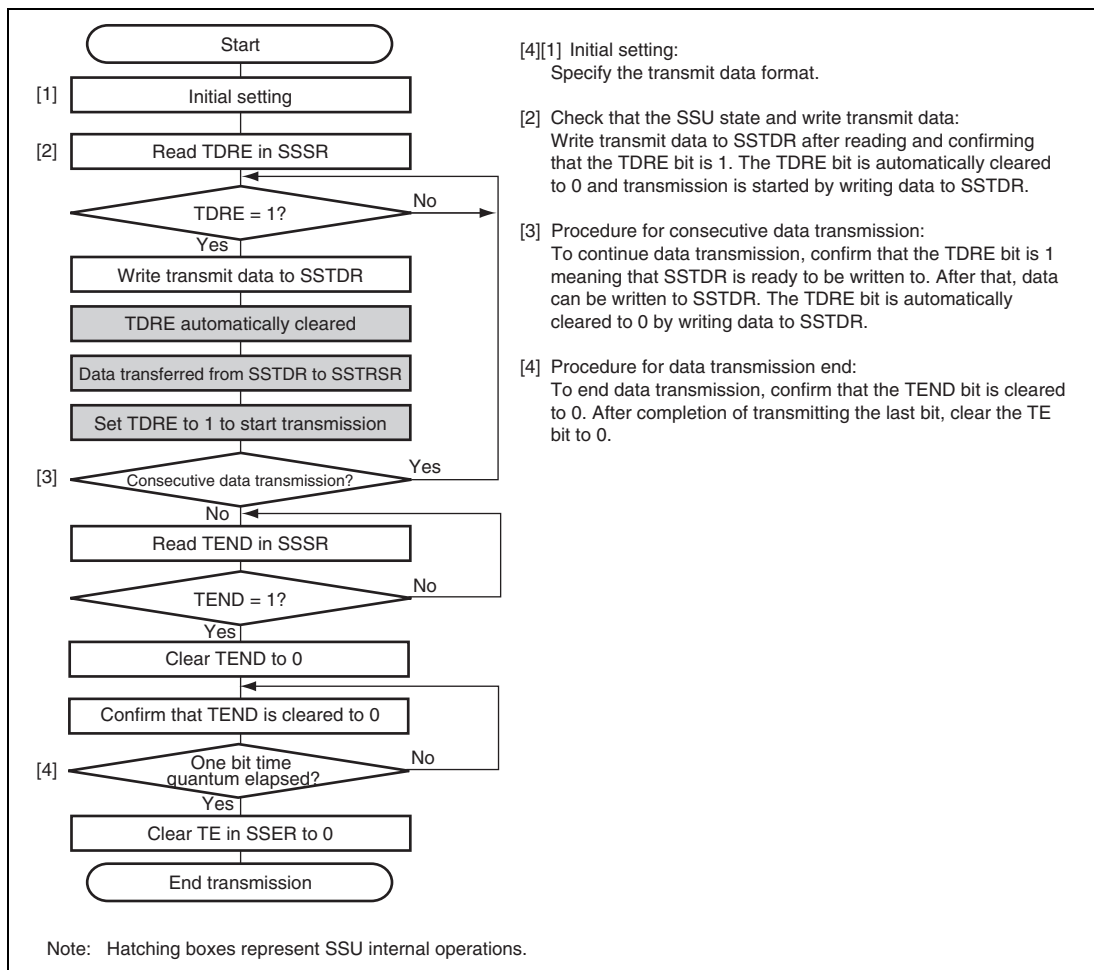 Start
[1] Initial setting
[2] Read TDRE in SSSR
TDRE = 1?
No
Yes
Write transmit data to SSTDR
TDRE automatically cleared
Data transferred from SSTDR to SSTRSR
Set TDRE to 1 to start transmission
[3] Consecutive data transmission?
Yes
No
Read TEND in SSSR
TEND = 1?
No
Yes
Clear TEND to 0
Confirm that TEND is cleared to 0
[4] One bit time
quantum elapsed?
No
Yes
Clear TE in SSER to 0
End transmission
[4][1] Initial setting:
Specify the transmit data format.
[2] Check that the SSU state and write transmit data:
Write transmit data to SSTDR after reading and confirming
that the TDRE bit is 1. The TDRE bit is automatically cleared
to 0 and transmission is started by writing data to SSTDR.
[3] Procedure for consecutive data transmission:
To continue data transmission, confirm that the TDRE bit is 1
meaning that SSTDR is ready to be written to. After that, data
can be written to SSTDR. The TDRE bit is automatically
cleared to 0 by writing data to SSTDR.
[4] Procedure for data transmission end:
To end data transmission, confirm that the TEND bit is cleared
to 0. After completion of transmitting the last bit, clear the TE
bit to 0.
Note: Hatching boxes represent SSU internal operations.